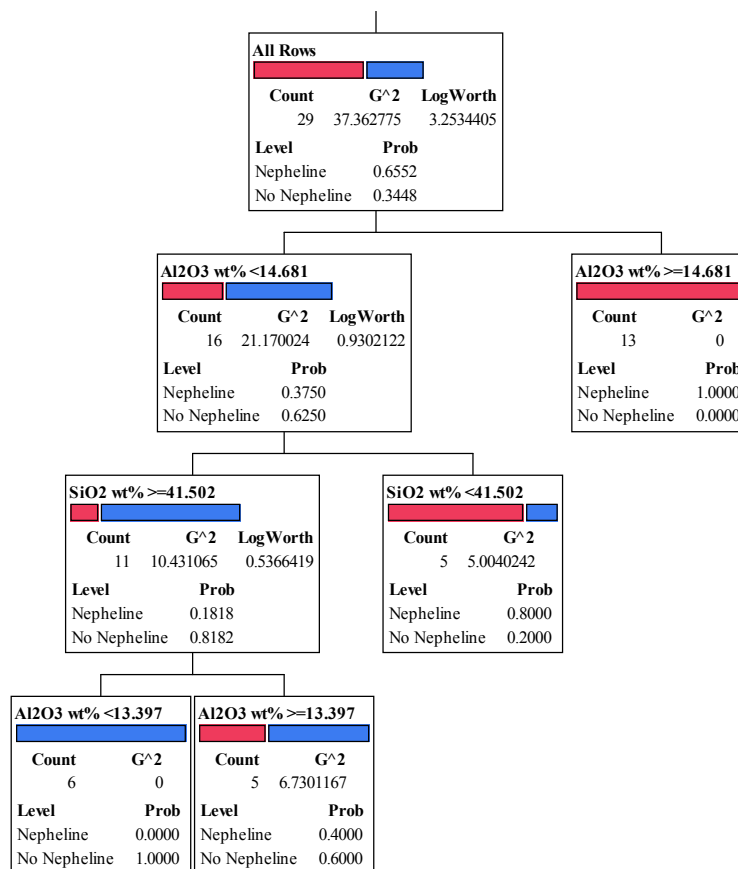 All Rows
Count G^2 LogWorth
29 37.362775 3.2534405
Level Prob
Nepheline 0.6552
No Nepheline 0.3448
Al2O3 wt% <14.681
Count G^2 LogWorth
16 21.170024 0.9302122
Level Prob
Nepheline 0.3750
No Nepheline 0.6250
Al2O3 wt% >=14.681
Count G^2
13 0
Level Prob
Nepheline 1.0000
No Nepheline 0.0000
SiO2 wt% >=41.502
Count G^2 LogWorth
11 10.431065 0.5366419
Level Prob
Nepheline 0.1818
No Nepheline 0.8182
SiO2 wt% <41.502
Count G^2
5 5.0040242
Level Prob
Nepheline 0.8000
No Nepheline 0.2000
Al2O3 wt% <13.397
Count G^2
6 0
Level Prob
Nepheline 0.0000
No Nepheline 1.0000
Al2O3 wt% >=13.397
Count G^2
5 6.7301167
Level Prob
Nepheline 0.4000
No Nepheline 0.6000